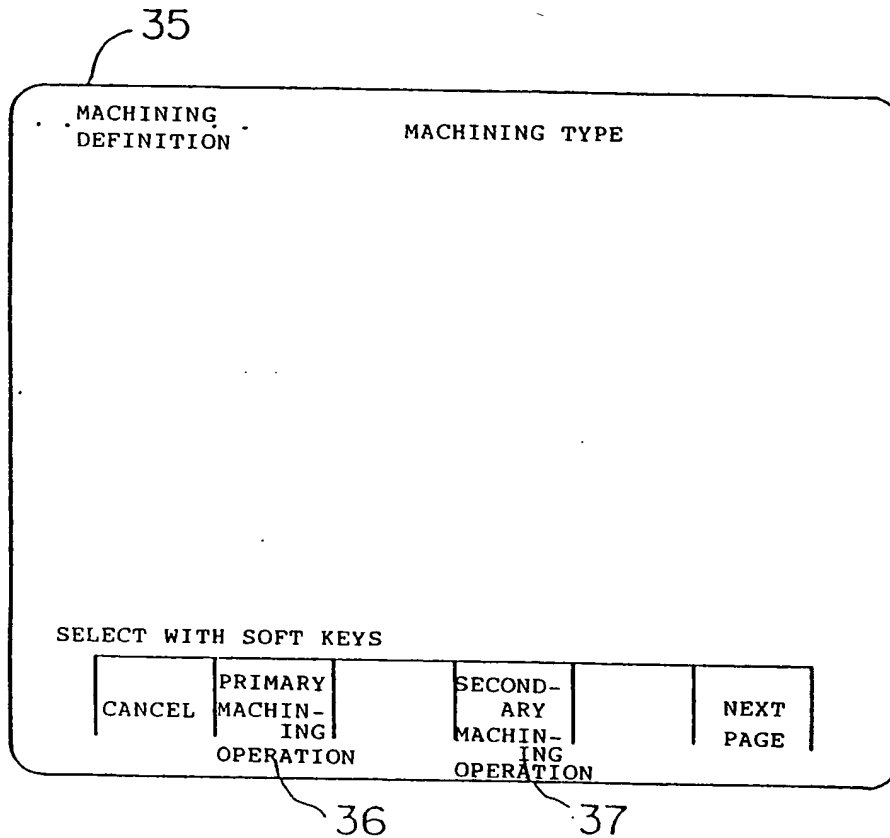 35
MACHINING
DEFINITION
MACHINING TYPE
SELECT WITH SOFT KEYS
CANCEL
PRIMARY
MACHIN-
ING
OPERATION
SECOND-
ARY
MACHIN-
ING
OPERATION
NEXT
PAGE
36
37